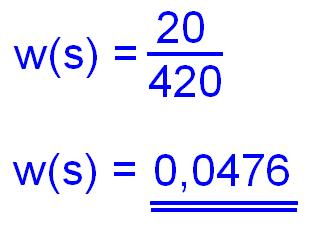 w(s) = 20/420
w(s) = 0,0476